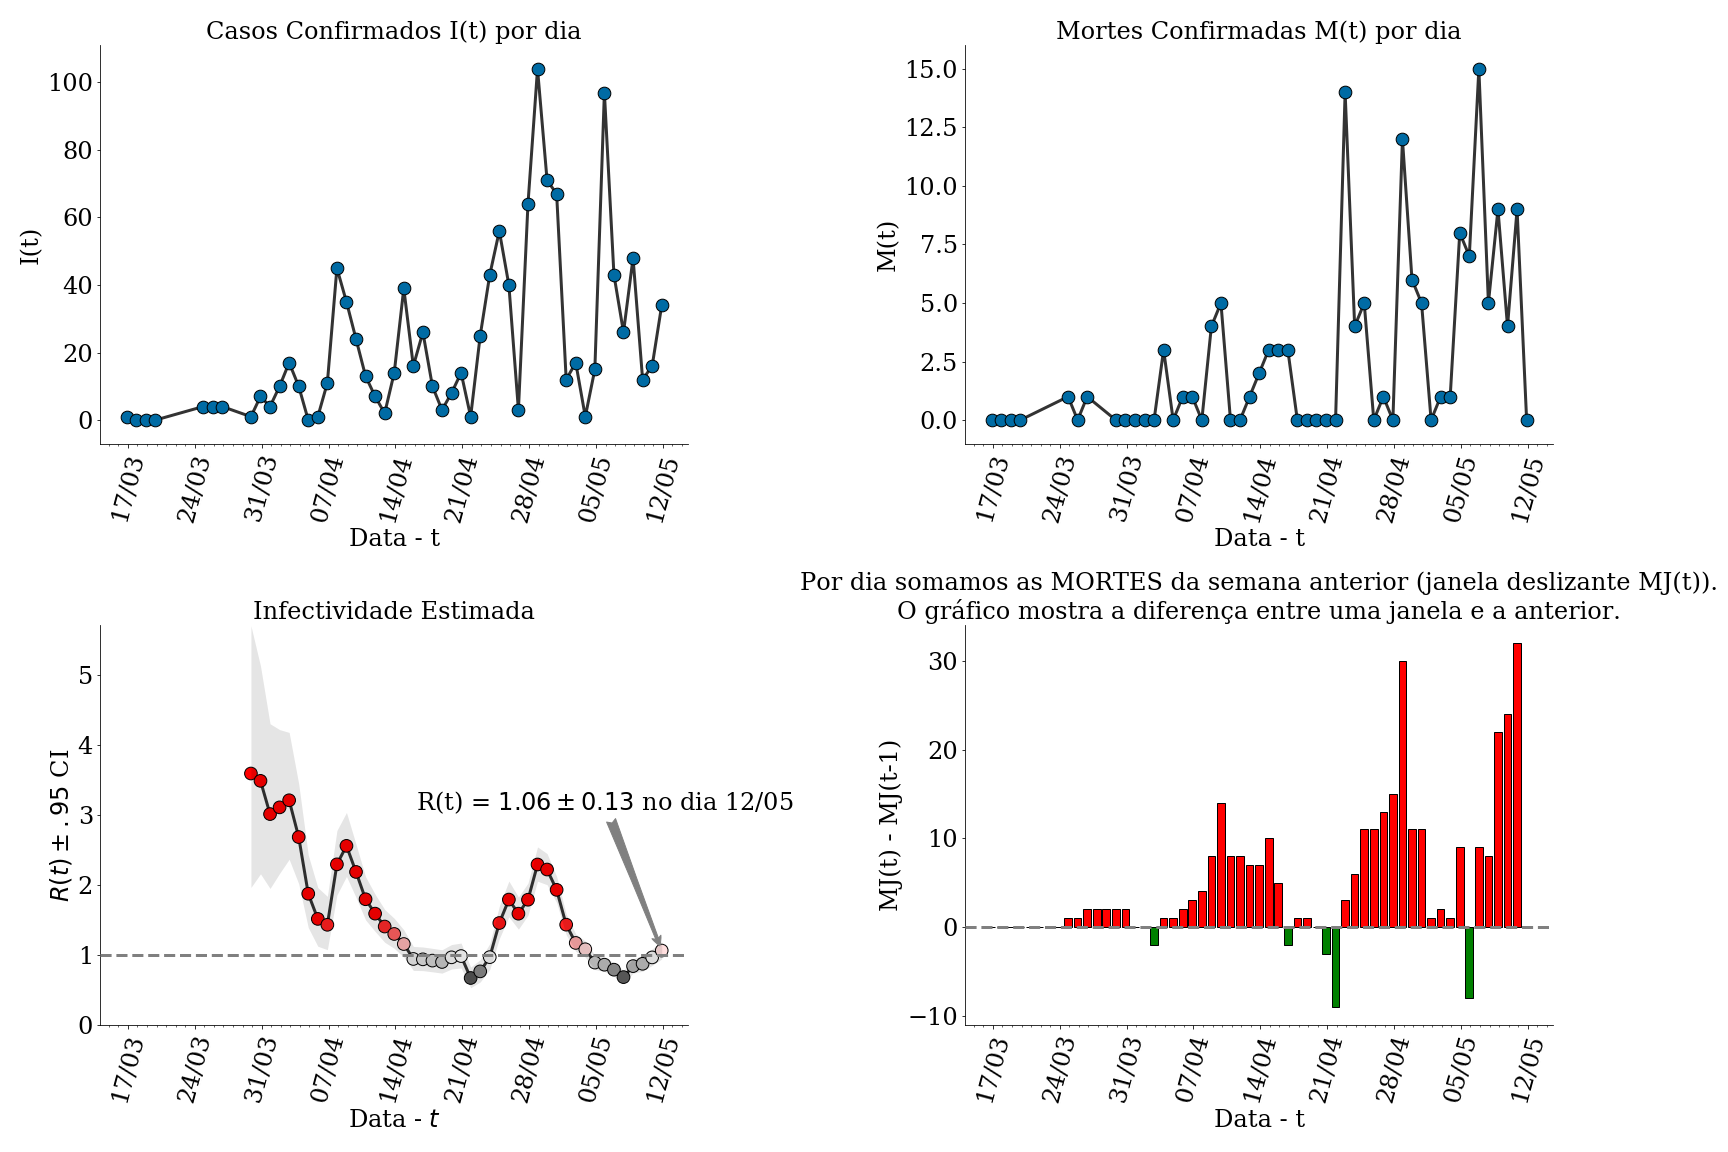 Casos Confirmados I(t) por dia
I(t)
100
80
60
40
20
0
17/03 24/03 31/03 07/04 14/04 21/04 28/04 05/05 12/05
Data - t
Mortes Confirmadas M(t) por dia
M(t)
15.0
12.5
10.0
7.5
5.0
2.5
0.0
17/03 24/03 31/03 07/04 14/04 21/04 28/04 05/05 12/05
Data - t
Infectividade Estimada
R(t) ± .95 CI
5
4
3
2
1
0
R(t) = 1.06 ± 0.13 no dia 12/05
17/03 24/03 31/03 07/04 14/04 21/04 28/04 05/05 12/05
Data - t
Por dia somamos as MORTES da semana anterior (janela deslizante MJ(t)).
O gráfico mostra a diferença entre uma janela e a anterior.
MJ(t) - MJ(t-1)
30
20
10
0
−10
17/03 24/03 31/03 07/04 14/04 21/04 28/04 05/05 12/05
Data - t